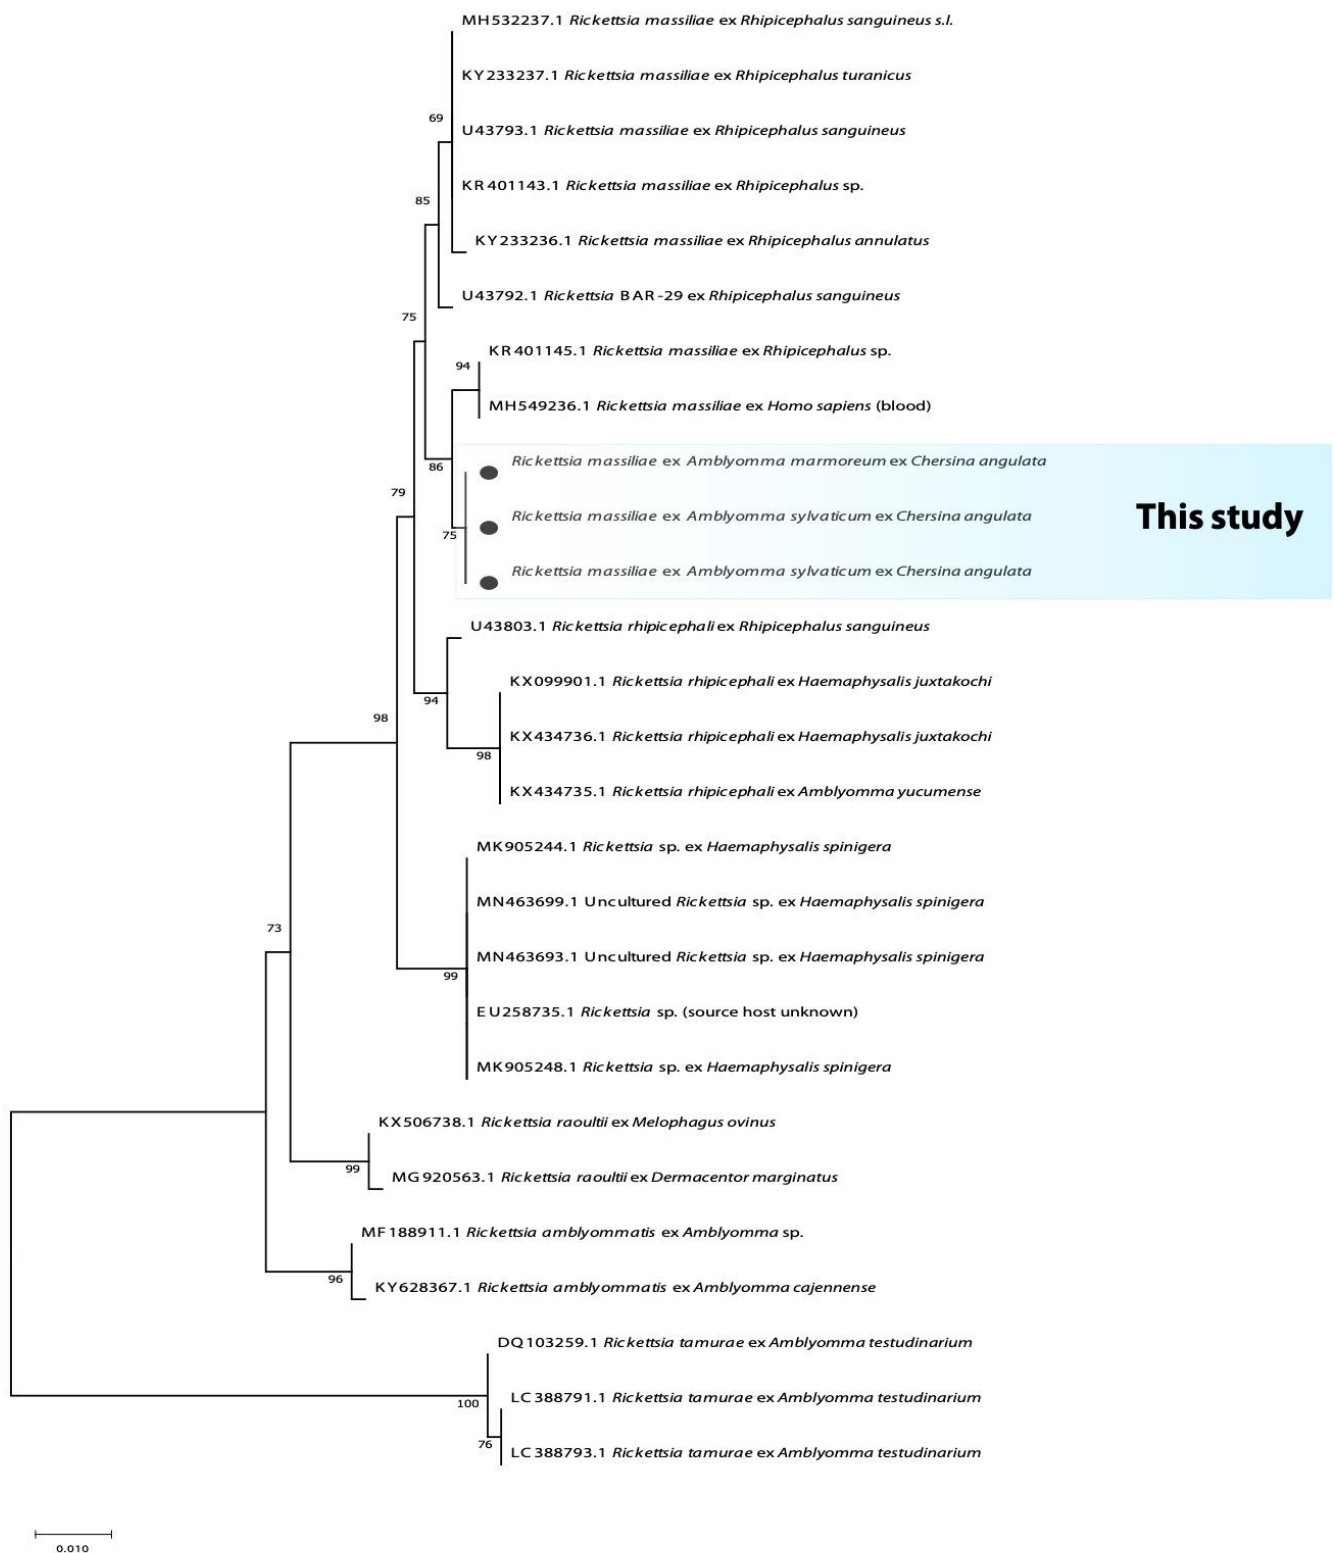 MH532237.1 Rickettsia massiliae ex Rhipicephalus sanguineus s.l.
KY233237.1 Rickettsia massiliae ex Rhipicephalus turanicus
69
U43793.1 Rickettsia massiliae ex Rhipicephalus sanguineus
KR401143.1 Rickettsia massiliae ex Rhipicephalus sp.
85
KY233236.1 Rickettsia massiliae ex Rhipicephalus annulatus
U43792.1 Rickettsia BAR-29 ex Rhipicephalus sanguineus
75
KR401145.1 Rickettsia massiliae ex Rhipicephalus sp.
94
MH549236.1 Rickettsia massiliae ex Homo sapiens (blood)
Rickettsia massiliae ex Amblyomma marmoreum ex Chersina angulata
86
79
Rickettsia massiliae ex Amblyomma sylvaticum ex Chersina angulata
This study
75
Rickettsia massiliae ex Amblyomma sylvaticum ex Chersina angulata
U43803.1 Rickettsia rhipicephali ex Rhipicephalus sanguineus
KX099901.1 Rickettsia rhipicephali ex Haemaphysalis juxtakochi
94
98
KX434736.1 Rickettsia rhipicephali ex Haemaphysalis juxtakochi
98
KX434735.1 Rickettsia rhipicephali ex Amblyomma yucumense
MK905244.1 Rickettsia sp. ex Haemaphysalis spinigera
MN463699.1 Uncultured Rickettsia sp. ex Haemaphysalis spinigera
73
MN463693.1 Uncultured Rickettsia sp. ex Haemaphysalis spinigera
99
EU258735.1 Rickettsia sp. (source host unknown)
MK905248.1 Rickettsia sp. ex Haemaphysalis spinigera
KX506738.1 Rickettsia raoultii ex Melophagus ovinus
99
MG920563.1 Rickettsia raoultii ex Dermacentor marginatus
MF188911.1 Rickettsia amblyommatis ex Amblyomma sp.
96
KY628367.1 Rickettsia amblyommatis ex Amblyomma cajennense
DQ103259.1 Rickettsia tamurae ex Amblyomma testudinarium
LC388791.1 Rickettsia tamurae ex Amblyomma testudinarium
100
76
LC388793.1 Rickettsia tamurae ex Amblyomma testudinarium
0.010